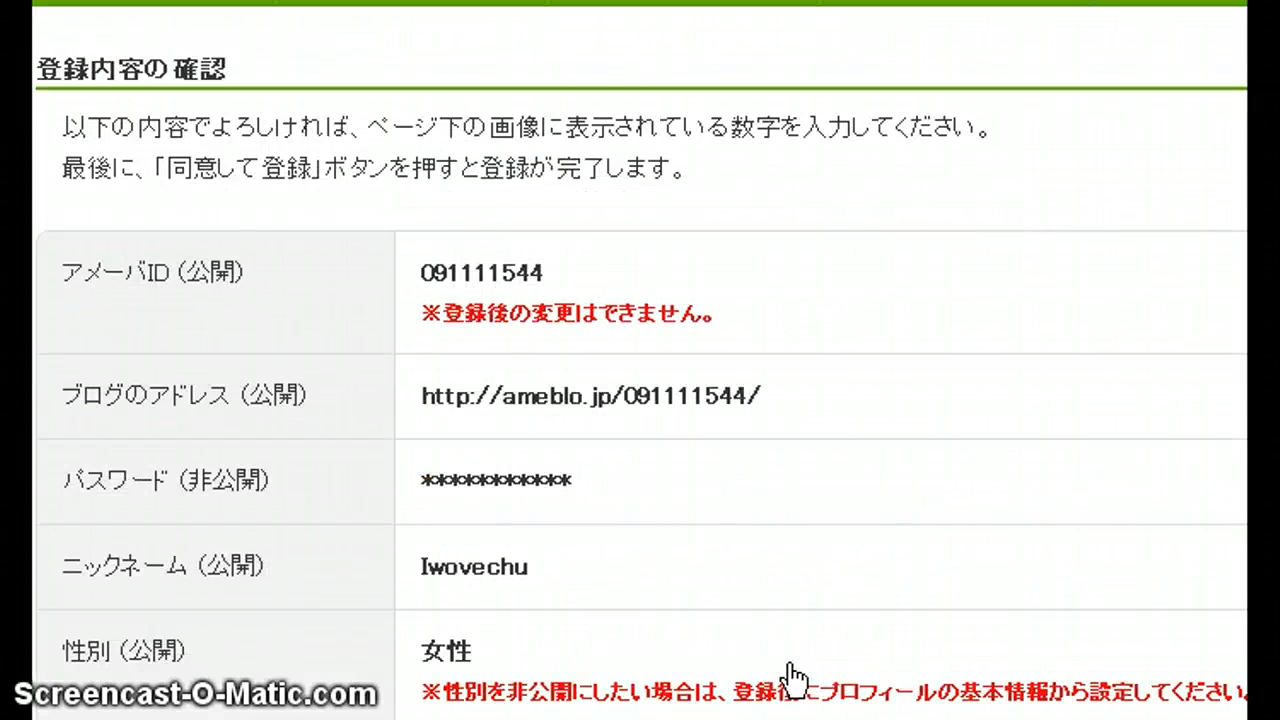 登録内容の確認
以下の内容でよろしければ、ページ下の画像に表示されている数字を入力してください。
最後に、「同意して登録」ボタンを押すと登録が完了します。
アメーバID（公開）
091111544
※登録後の変更はできません。
ブログのアドレス（公開）
http://ameblo.jp/091111544/
パスワード（非公開）
***********
ニックネーム（公開）
Iwovechu
性別（公開）
女性
※性別を非公開にしたい場合は、登録後にプロフィールの基本情報から設定してください。
Screencast-O-Matic.com